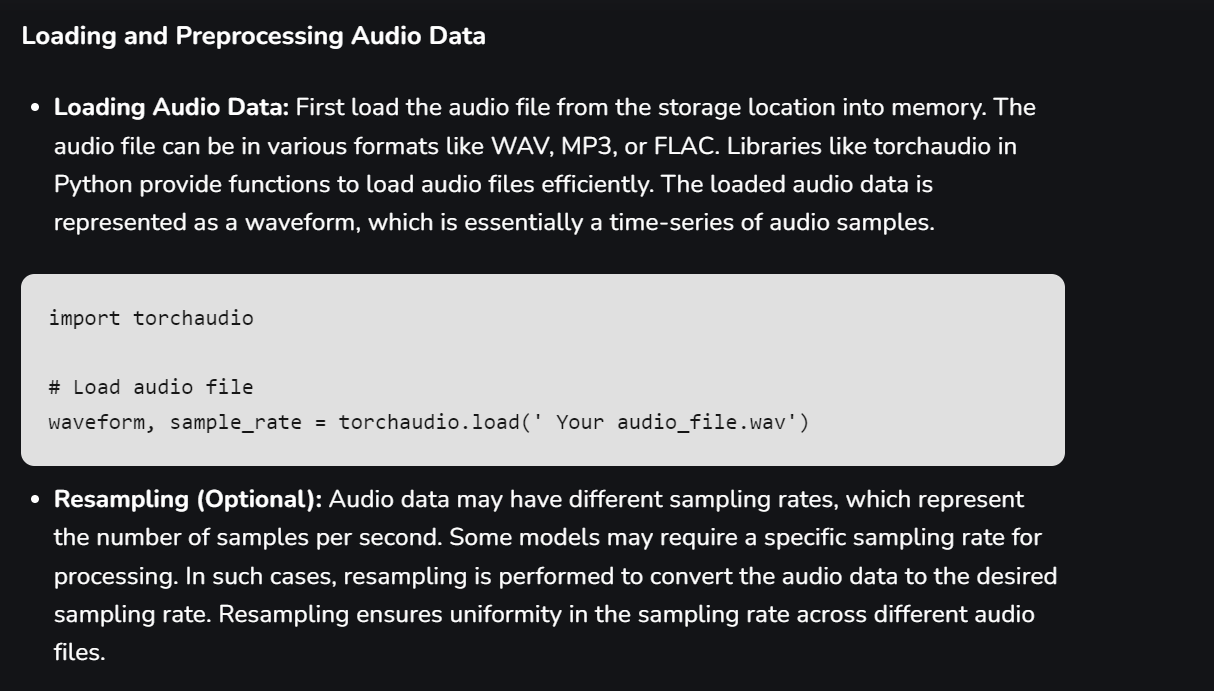 Loading and Preprocessing Audio Data
• Loading Audio Data: First load the audio file from the storage location into memory. The
audio file can be in various formats like WAV, MP3, or FLAC. Libraries like torchaudio in
Python provide functions to load audio files efficiently. The loaded audio data is
represented as a waveform, which is essentially a time-series of audio samples.
import torchaudio
# Load audio file
waveform, sample_rate = torchaudio.load(' Your audio_file.wav')
• Resampling (Optional): Audio data may have different sampling rates, which represent
the number of samples per second. Some models may require a specific sampling rate for
processing. In such cases, resampling is performed to convert the audio data to the desired
sampling rate. Resampling ensures uniformity in the sampling rate across different audio
files.